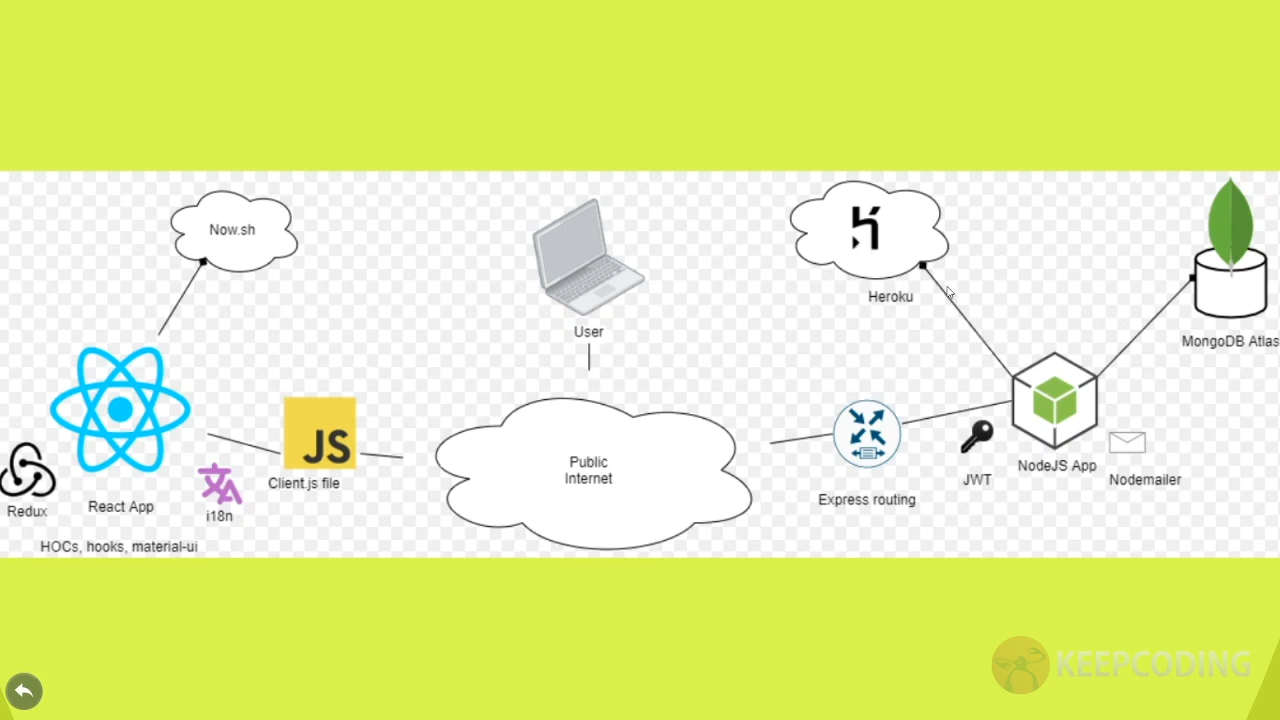 Now.sh
User
Heroku
MongoDB Atlas
Public
Internet
JS
Client.js file
React App
Redux
i18n
HOCs, hooks, material-ui
Express routing
JWT
NodeJS App
Nodemailer
KEEPCODING